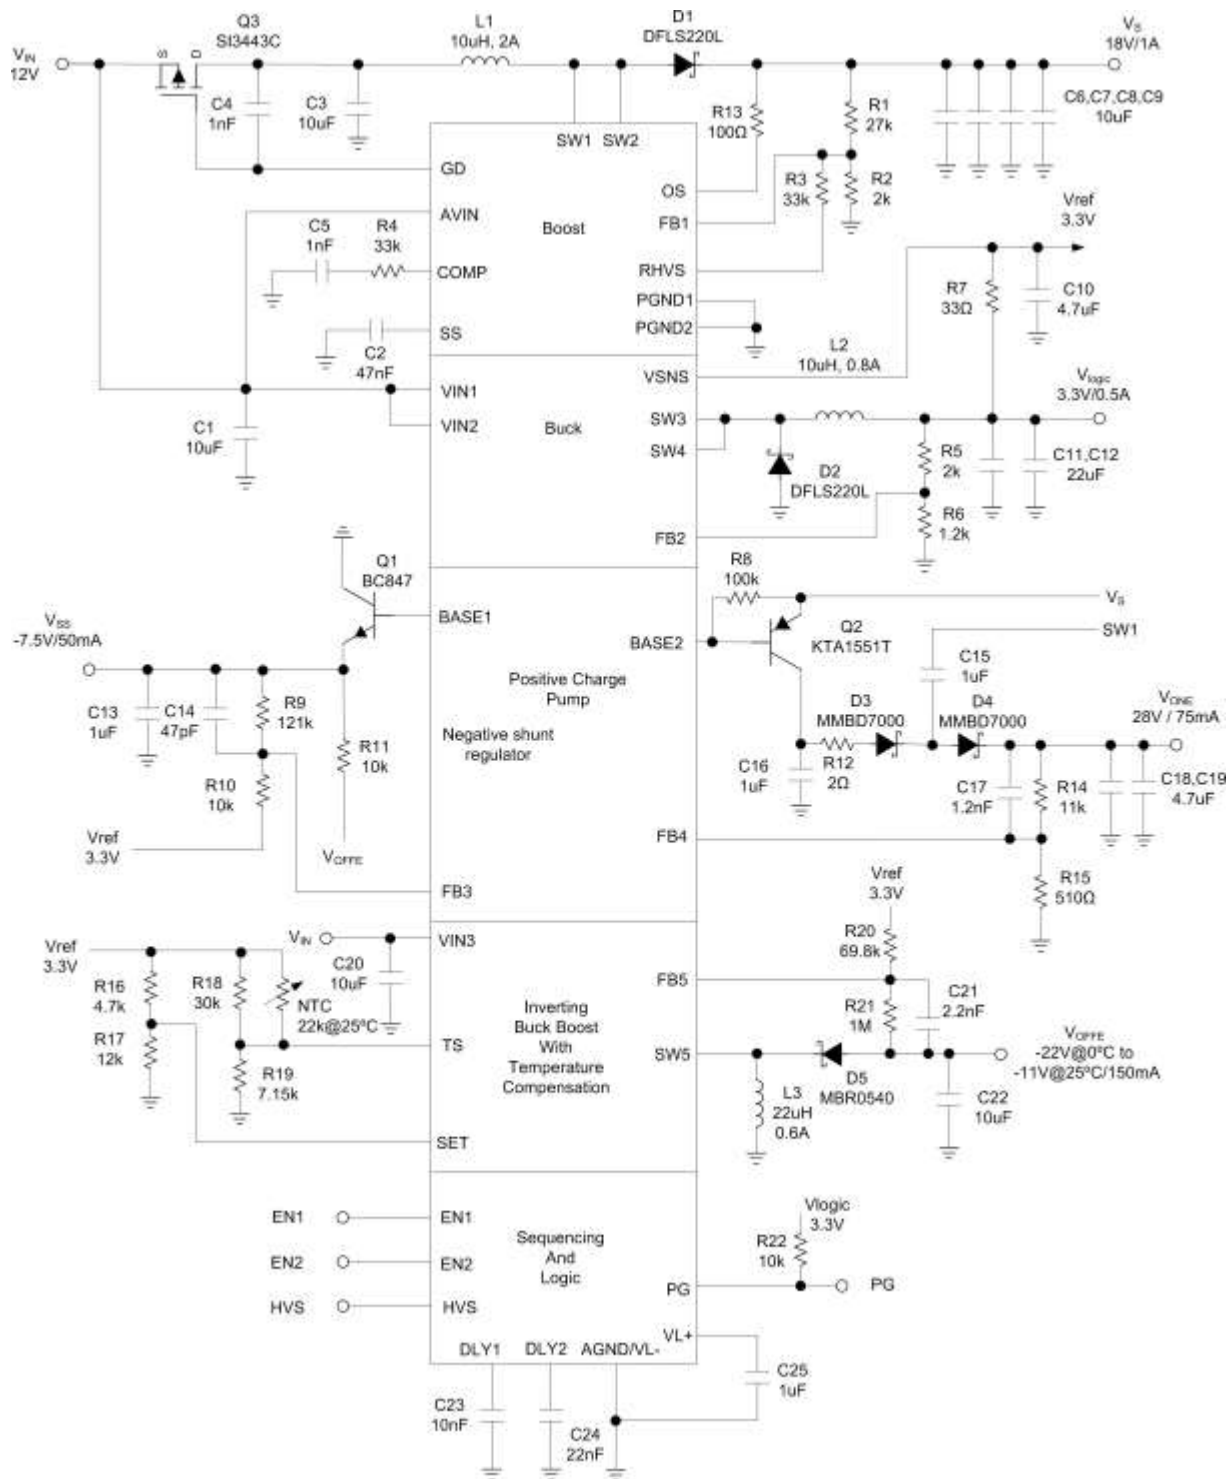 Q3
SI3443C
L1
10uH, 2A
D1
DFLS220L
VS
18V/1A
VIN
12V
S
D
C4
1nF
C3
10uF
R13
100Ω
R1
27k
C6,C7,C8,C9
10uF
SW1
SW2
GD
OS
R3
33k
R2
2k
Vref
3.3V
AVIN
C5
1nF
R4
33k
Boost
FB1
COMP
RHVS
R7
33Ω
C10
4.7uF
PGND1
SS
PGND2
C2
47nF
L2
10uH, 0.8A
VSNS
Vlogic
3.3V/0.5A
VIN1
VIN2
C1
10uF
Buck
SW3
SW4
D2
DFLS220L
R5
2k
C11,C12
22uF
R6
1.2k
FB2
Q1
BC847
R8
100k
VS
VSS
-7.5V/50mA
BASE1
BASE2
Q2
KTA1551T
SW1
C15
1uF
Positive Charge
Pump
Negative shunt
regulator
C13
1uF
C14
47pF
R9
121k
R11
10k
D3
MMBD7000
D4
MMBD7000
VONE
28V / 75mA
R10
10k
C16
1uF
R12
2Ω
C17
1.2nF
R14
11k
C18,C19
4.7uF
Vref
3.3V
VOFFE
FB4
FB3
Vref
3.3V
R15
510Ω
VIN
VIN3
Vref
3.3V
R20
69.8k
R16
4.7k
R18
30k
NTC
22k@25ºC
C20
10uF
FB5
R21
1M
C21
2.2nF
Inverting
Buck Boost
With
Temperature
Compensation
R17
12k
TS
SW5
VOFFE
-22V@0ºC to
-11V@25ºC/150mA
R19
7.15k
D5
MBR0540
L3
22uH
0.6A
C22
10uF
SET
Vlogic
3.3V
EN1
EN1
Sequencing
And
Logic
R22
10k
EN2
EN2
PG
PG
HVS
HVS
VL+
DLY1
DLY2
AGND/VL-
C25
1uF
C23
10nF
C24
22nF